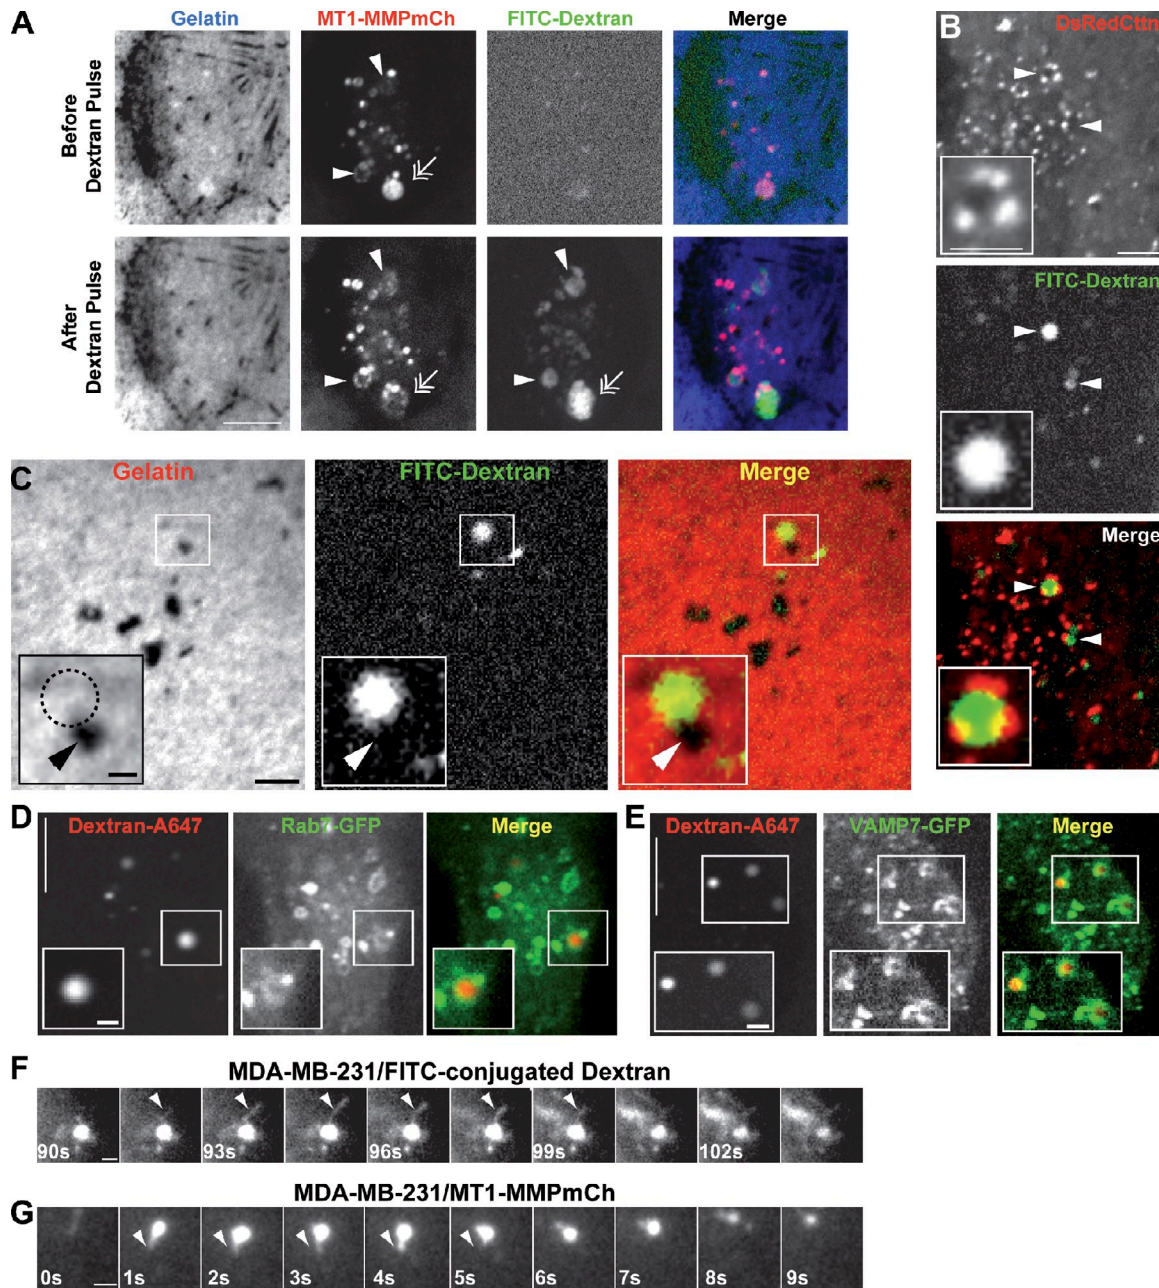 A
Gelatin
MT1-MMPmCh
FITC-Dextran
Merge
Before
Dextran Pulse
After
Dextran Pulse
B
DsRedCttn
FITC-Dextran
Merge
C
Gelatin
FITC-Dextran
Merge
D
Dextran-A647
Rab7-GFP
Merge
E
Dextran-A647
VAMP7-GFP
Merge
F
MDA-MB-231/FITC-conjugated Dextran
90s
93s
96s
99s
102s
MDA-MB-231/MT1-MMPmCh
G
0s
1s
2s
3s
4s
5s
6s
7s
8s
9s